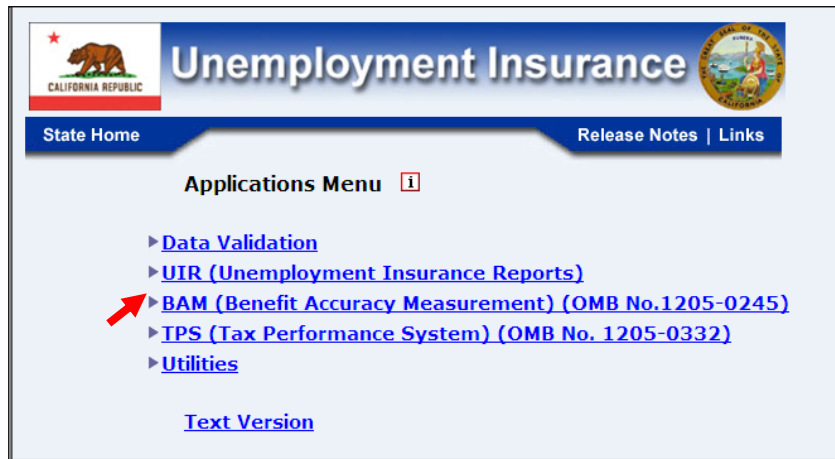 CALIFORNIA REPUBLIC
Unemployment Insurance
State Home
Release Notes | Links
Applications Menu i
Data Validation
UIR (Unemployment Insurance Reports)
BAM (Benefit Accuracy Measurement) (OMB No.1205-0245)
TPS (Tax Performance System) (OMB No. 1205-0332)
Utilities
Text Version